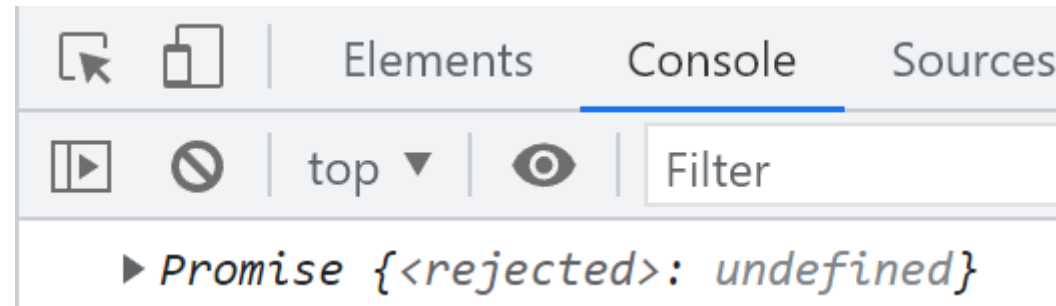 Elements Console Sources
top ▼ Filter
▶ Promise {<rejected>: undefined}